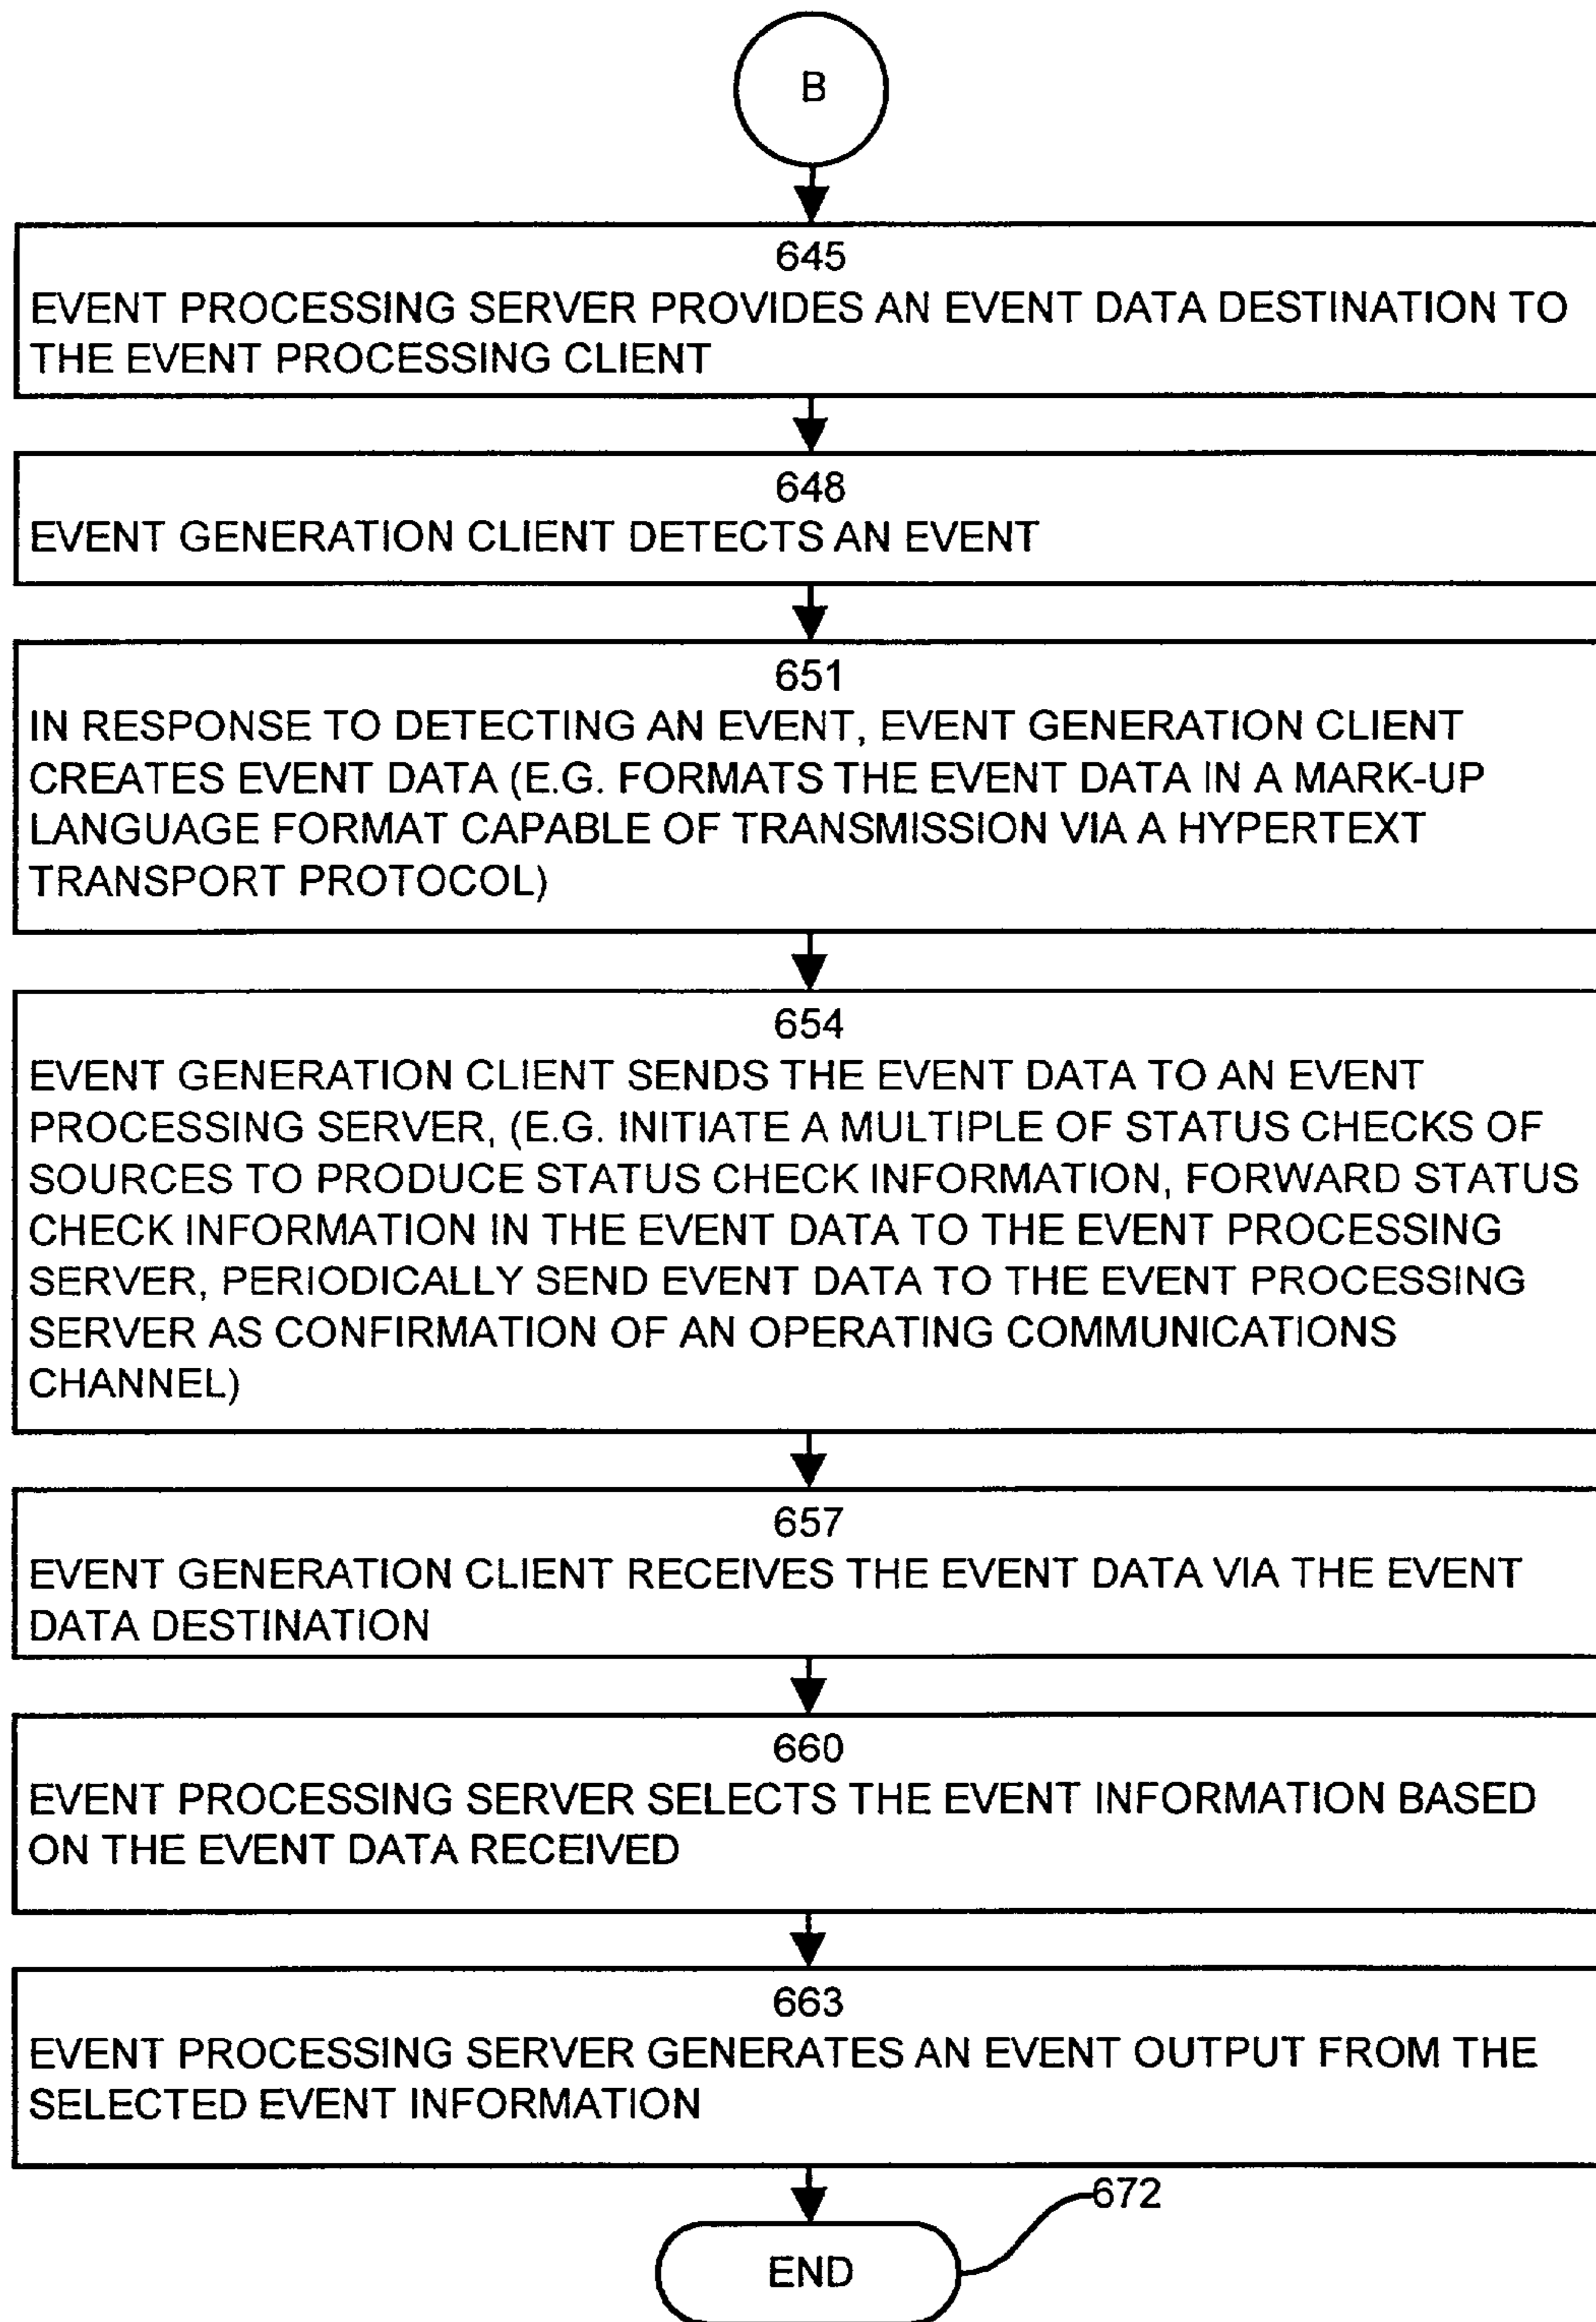 B
645
EVENT PROCESSING SERVER PROVIDES AN EVENT DATA DESTINATION TO
THE EVENT PROCESSING CLIENT
648
EVENT GENERATION CLIENT DETECTS AN EVENT
651
IN RESPONSE TO DETECTING AN EVENT, EVENT GENERATION CLIENT
CREATES EVENT DATA (E.G. FORMATS THE EVENT DATA IN A MARK-UP
LANGUAGE FORMAT CAPABLE OF TRANSMISSION VIA A HYPERTEXT
TRANSPORT PROTOCOL)
654
EVENT GENERATION CLIENT SENDS THE EVENT DATA TO AN EVENT
PROCESSING SERVER, (E.G. INITIATE A MULTIPLE OF STATUS CHECKS OF
SOURCES TO PRODUCE STATUS CHECK INFORMATION, FORWARD STATUS
CHECK INFORMATION IN THE EVENT DATA TO THE EVENT PROCESSING
SERVER, PERIODICALLY SEND EVENT DATA TO THE EVENT PROCESSING
SERVER AS CONFIRMATION OF AN OPERATING COMMUNICATIONS
CHANNEL)
657
EVENT GENERATION CLIENT RECEIVES THE EVENT DATA VIA THE EVENT
DATA DESTINATION
660
EVENT PROCESSING SERVER SELECTS THE EVENT INFORMATION BASED
ON THE EVENT DATA RECEIVED
663
EVENT PROCESSING SERVER GENERATES AN EVENT OUTPUT FROM THE
SELECTED EVENT INFORMATION
672
END